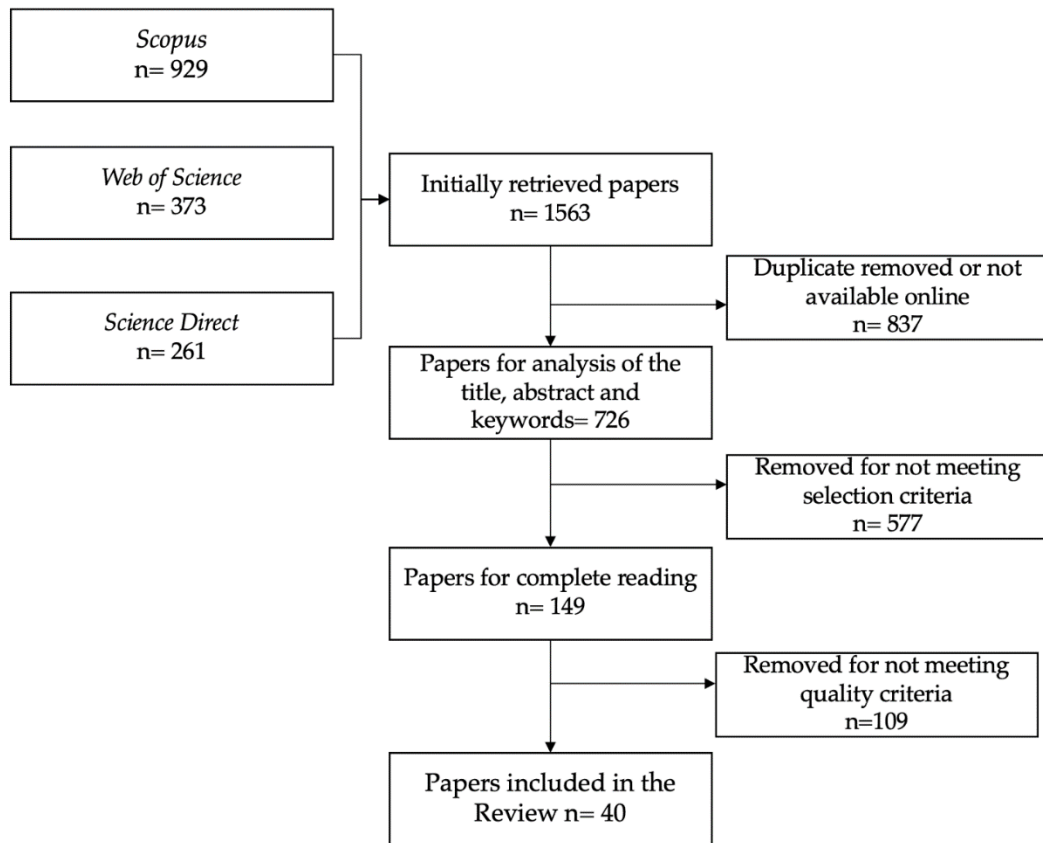 Scopus
n= 929
Web of Science
n= 373
Science Direct
n= 261
Initially retrieved papers
n= 1563
Duplicate removed or not
available online
n= 837
Papers for analysis of the
title, abstract and
keywords= 726
Removed for not meeting
selection criteria
n= 577
Papers for complete reading
n= 149
Removed for not meeting
quality criteria
n=109
Papers included in the
Review n= 40